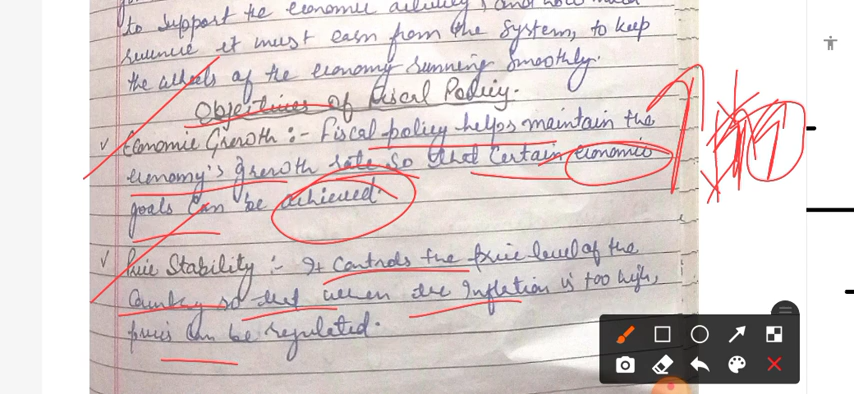 to support the economic activity, and how much
revenue it must earn from the system, to keep
the wheels of the economy running smoothly.
Objectives of Fiscal Policy.
✓ Economic Growth :- Fiscal policy helps maintain the
economy's growth rate so that certain economic
goals can be achieved.
✓ Price Stability :- It controls the price level of the
Country so that when the Inflation is too high,
prices can be regulated.